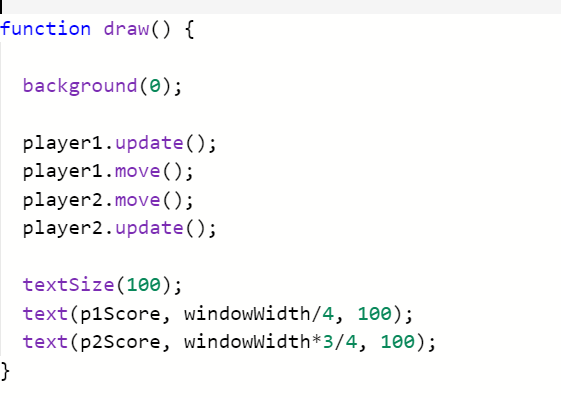 function draw() {
background(0);
player1.update();
player1.move();
player2.move();
player2.update();
textSize(100);
text(p1Score, windowWidth/4, 100);
text(p2Score, windowWidth*3/4, 100);
}